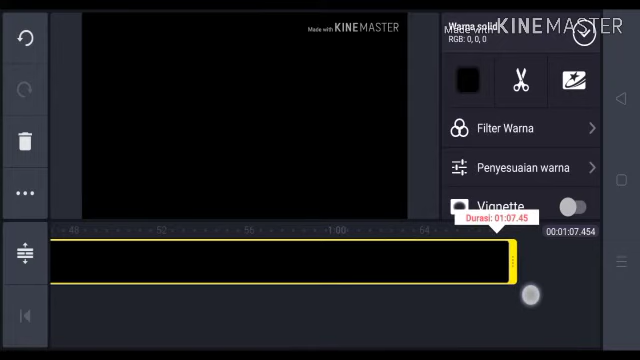 Made with KINEMASTER
Warna solid
Made with KINEMASTER
RGB: 0, 0, 0
Filter Warna
Penyesuaian warna
Vignette
Durasi: 01:07.45
48 52 56 -1:00 64
00:01:07.454